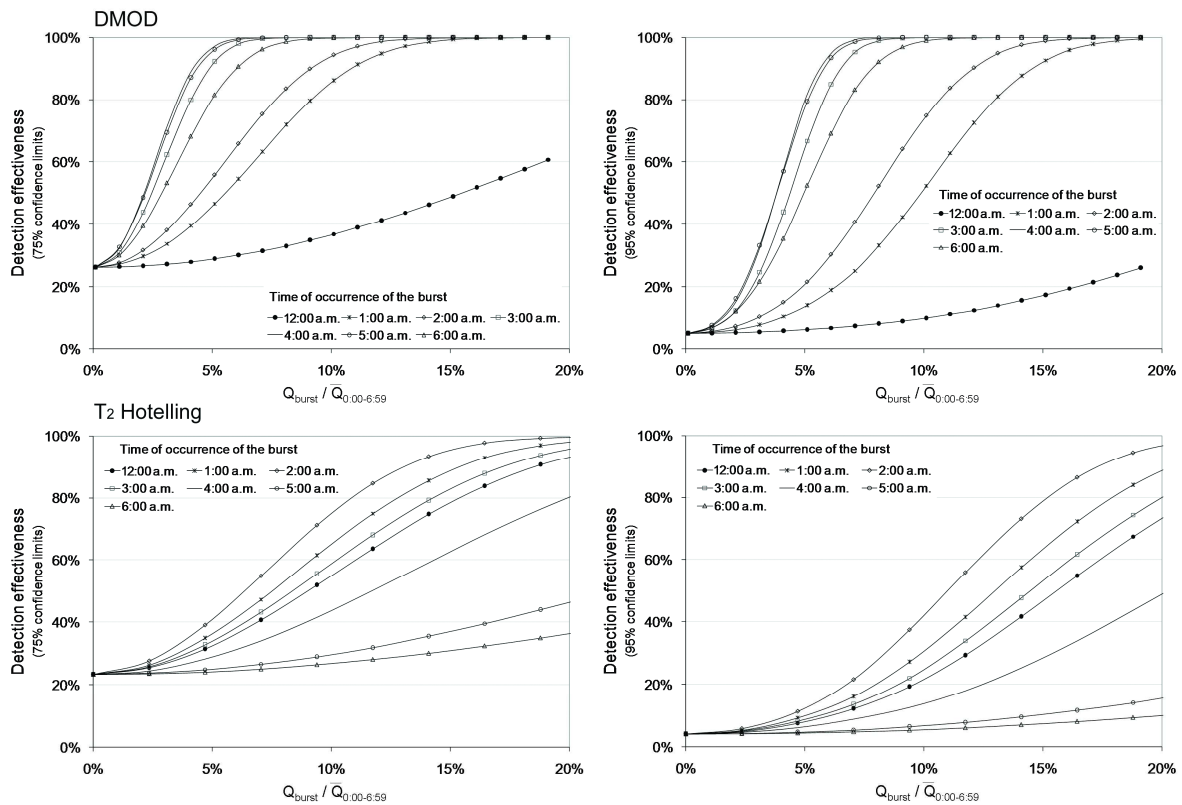 DMOD
Detection effectiveness
(75% confidence limits)
100%
80%
60%
40%
20%
0%
Time of occurrence of the burst
12:00 a.m. 1:00 a.m. 2:00 a.m. 3:00 a.m.
4:00 a.m. 5:00 a.m. 6:00 a.m.
0% 5% 10% 15% 20%
Qburst / Q̅0:00-6:59
Detection effectiveness
(95% confidence limits)
100%
80%
60%
40%
20%
0%
Time of occurrence of the burst
12:00 a.m. 1:00 a.m. 2:00 a.m.
3:00 a.m. 4:00 a.m. 5:00 a.m.
6:00 a.m.
0% 5% 10% 15% 20%
Qburst / Q̅0:00-6:59
T2 Hotelling
Detection effectiveness
(75% confidence limits)
100%
80%
60%
40%
20%
0%
Time of occurrence of the burst
12:00 a.m. 1:00 a.m. 2:00 a.m.
3:00 a.m. 4:00 a.m. 5:00 a.m.
6:00 a.m.
0% 5% 10% 15% 20%
Qburst / Q̅0:00-6:59
Detection effectiveness
(95% confidence limits)
100%
80%
60%
40%
20%
0%
Time of occurrence of the burst
12:00 a.m. 1:00 a.m. 2:00 a.m.
3:00 a.m. 4:00 a.m. 5:00 a.m.
6:00 a.m.
0% 5% 10% 15% 20%
Qburst / Q̅0:00-6:59